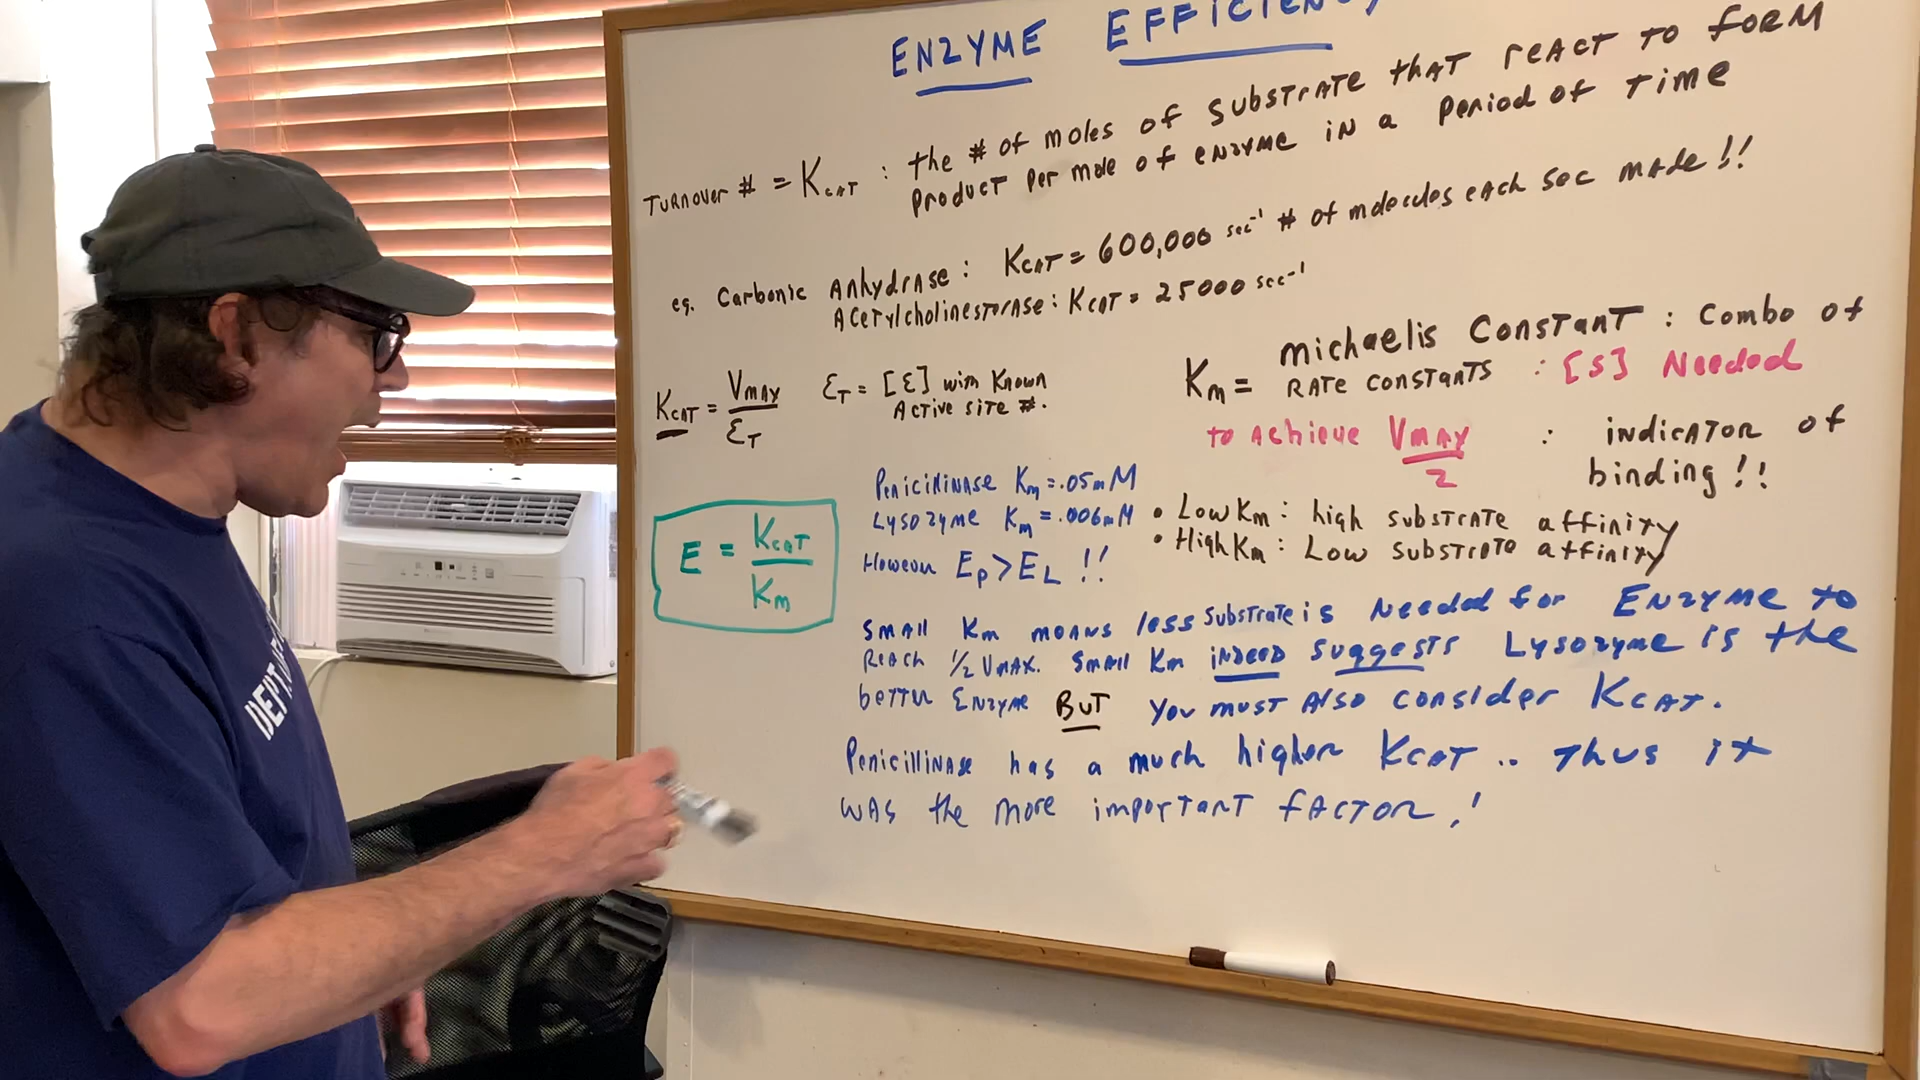 ENZYME EFFICIENCY
TURNOVER # = KCAT : the # of moles of substrate that react to form
product per mole of enzyme in a period of time
eg. Carbonic Anhydrase : KCAT = 600,000 sec⁻¹ # of molecules each sec made!!
Acetylcholinesterase : KCAT = 25000 sec⁻¹
KCAT = VMAX / ET
ET = [E] with known
Active site #.
Km = michaelis constant : combo of
RATE CONSTANTS : [S] Needed
to achieve VMAX / 2 : indicator of
binding!!
Penicillinase Km = .05mM
Lysozyme Km = .006mM
However EP > EL !!
• Low Km : high substrate affinity
• High Km : Low substrate affinity
E = KCAT / Km
Small Km means less substrate is Needed for Enzyme to
Reach 1/2 VMAX. Small Km indeed suggests Lysozyme is the
better Enzyme BUT you must also consider KCAT.
Penicillinase has a much higher KCAT .. thus it
was the more important factor!
DEPT.